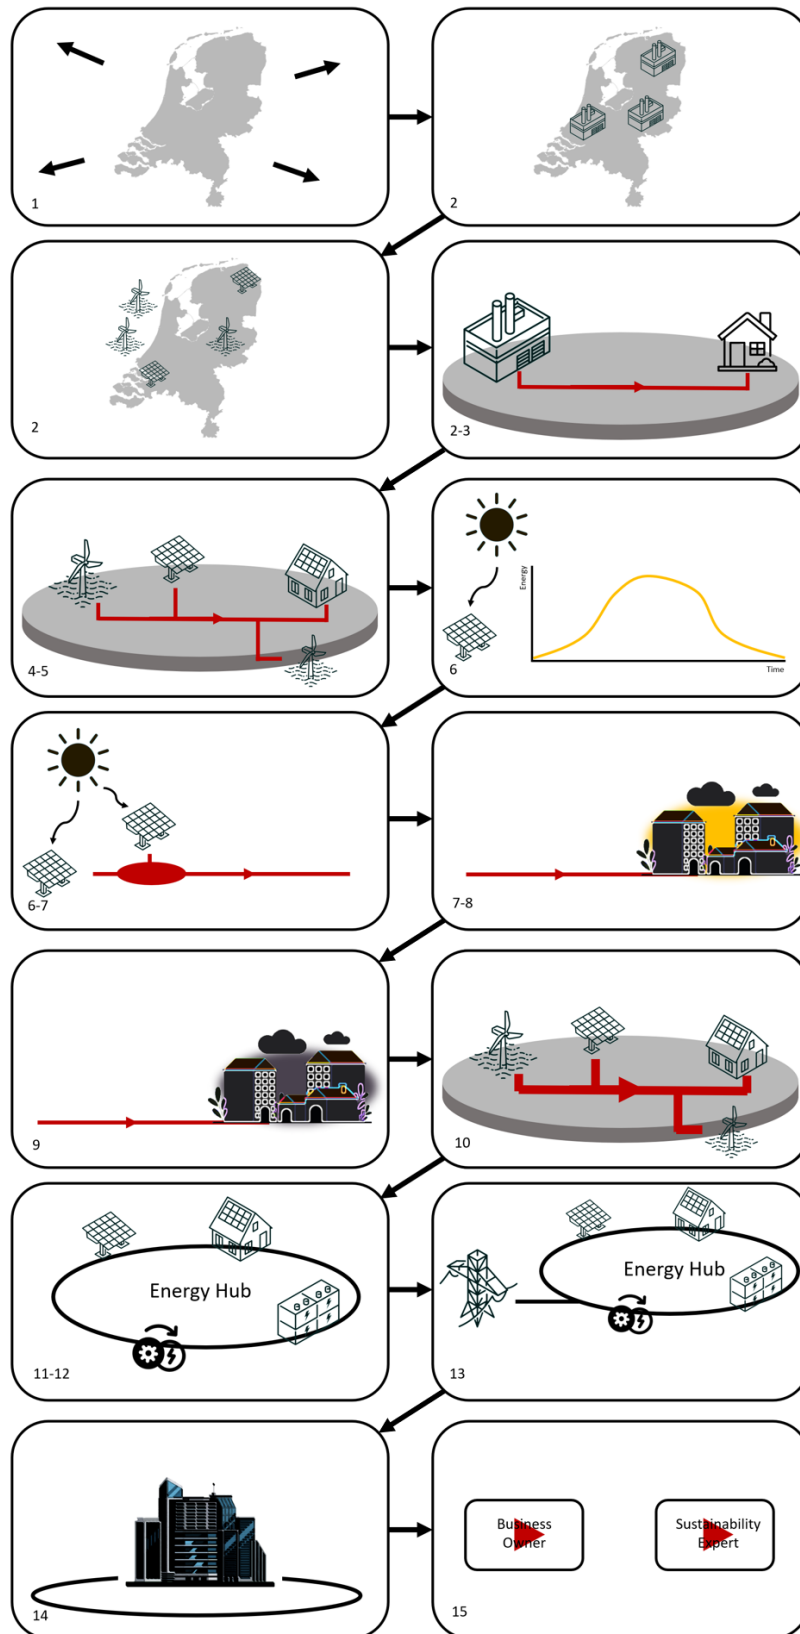 1
2
2
2-3
4-5
Energy
Time
6
6-7
7-8
9
10
Energy Hub
11-12
Energy Hub
13
14
Business
Owner
Sustainability
Expert
15